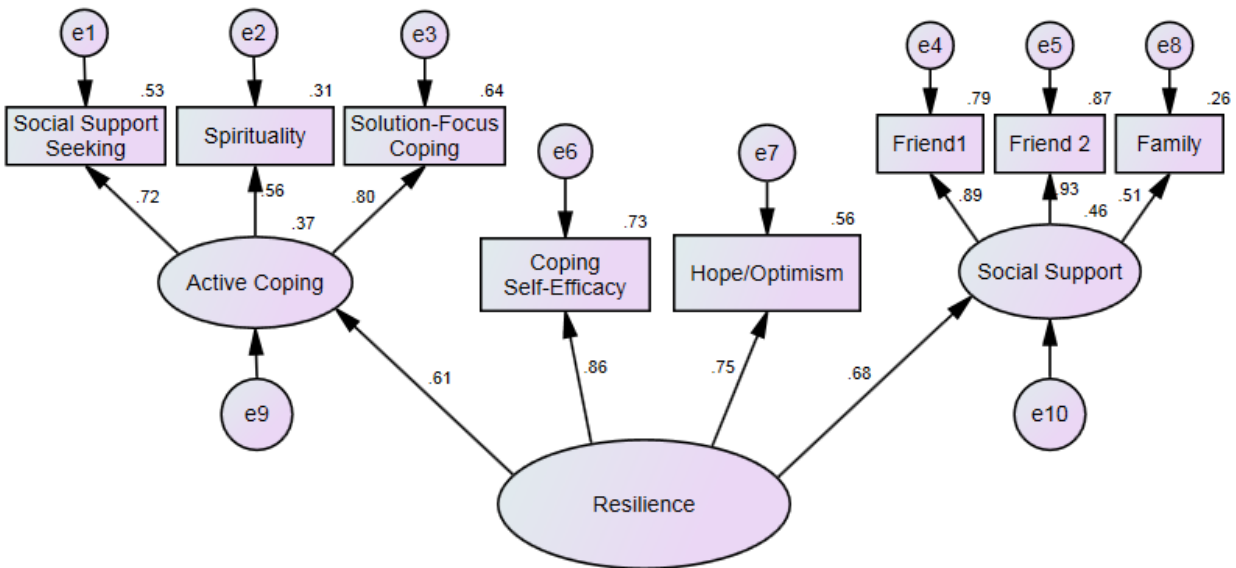 e1
e2
e3
e4
e5
e8
.53
.31
.64
.79
.87
.26
Social Support
Seeking
Spirituality
Solution-Focus
Coping
Friend1
Friend 2
Family
e6
e7
.72
.56
.80
.89
.93
.51
.37
.46
.73
.56
Active Coping
Coping
Self-Efficacy
Hope/Optimism
Social Support
.61
.86
.75
.68
e9
e10
Resilience